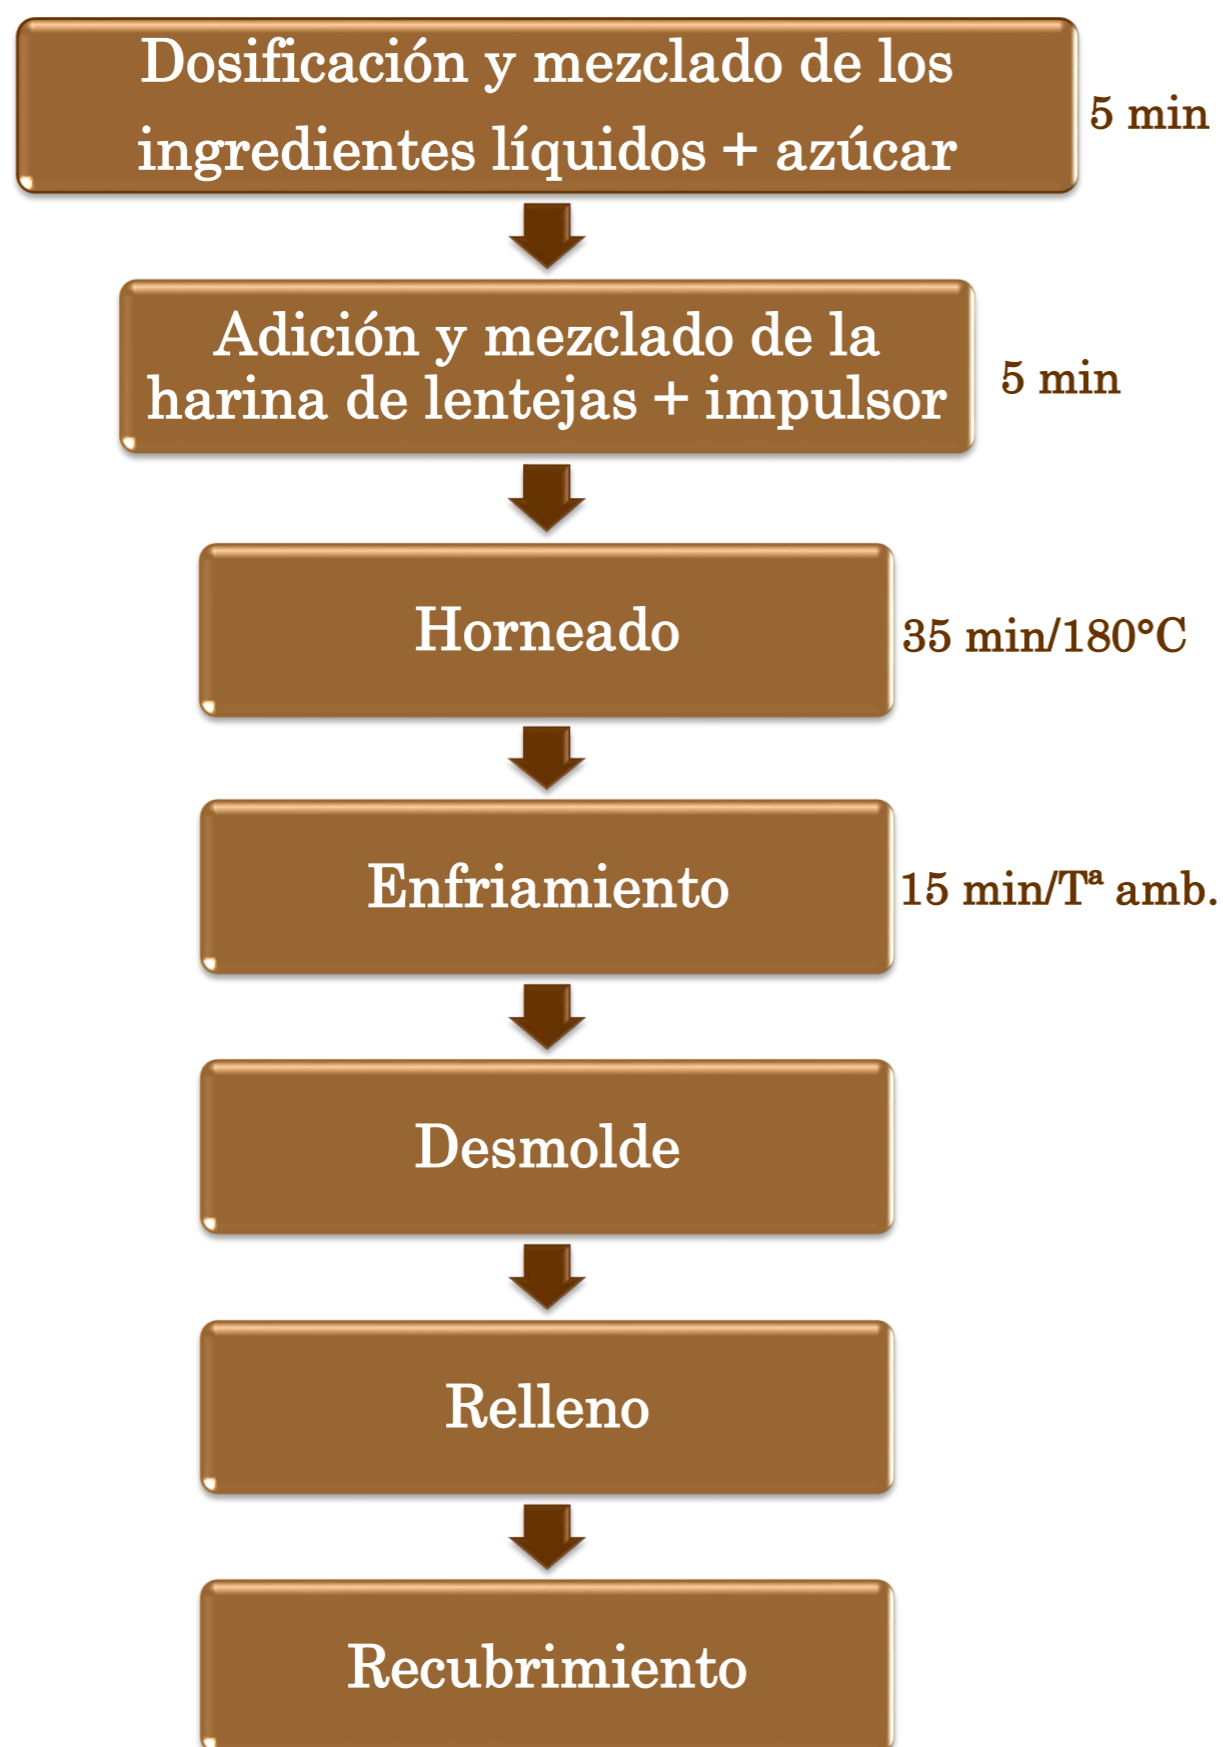 Dosificación y mezclado de los
ingredientes líquidos + azúcar
5 min
Adición y mezclado de la
harina de lentejas + impulsor
5 min
Horneado
35 min/180°C
Enfriamiento
15 min/Tª amb.
Desmolde
Relleno
Recubrimiento